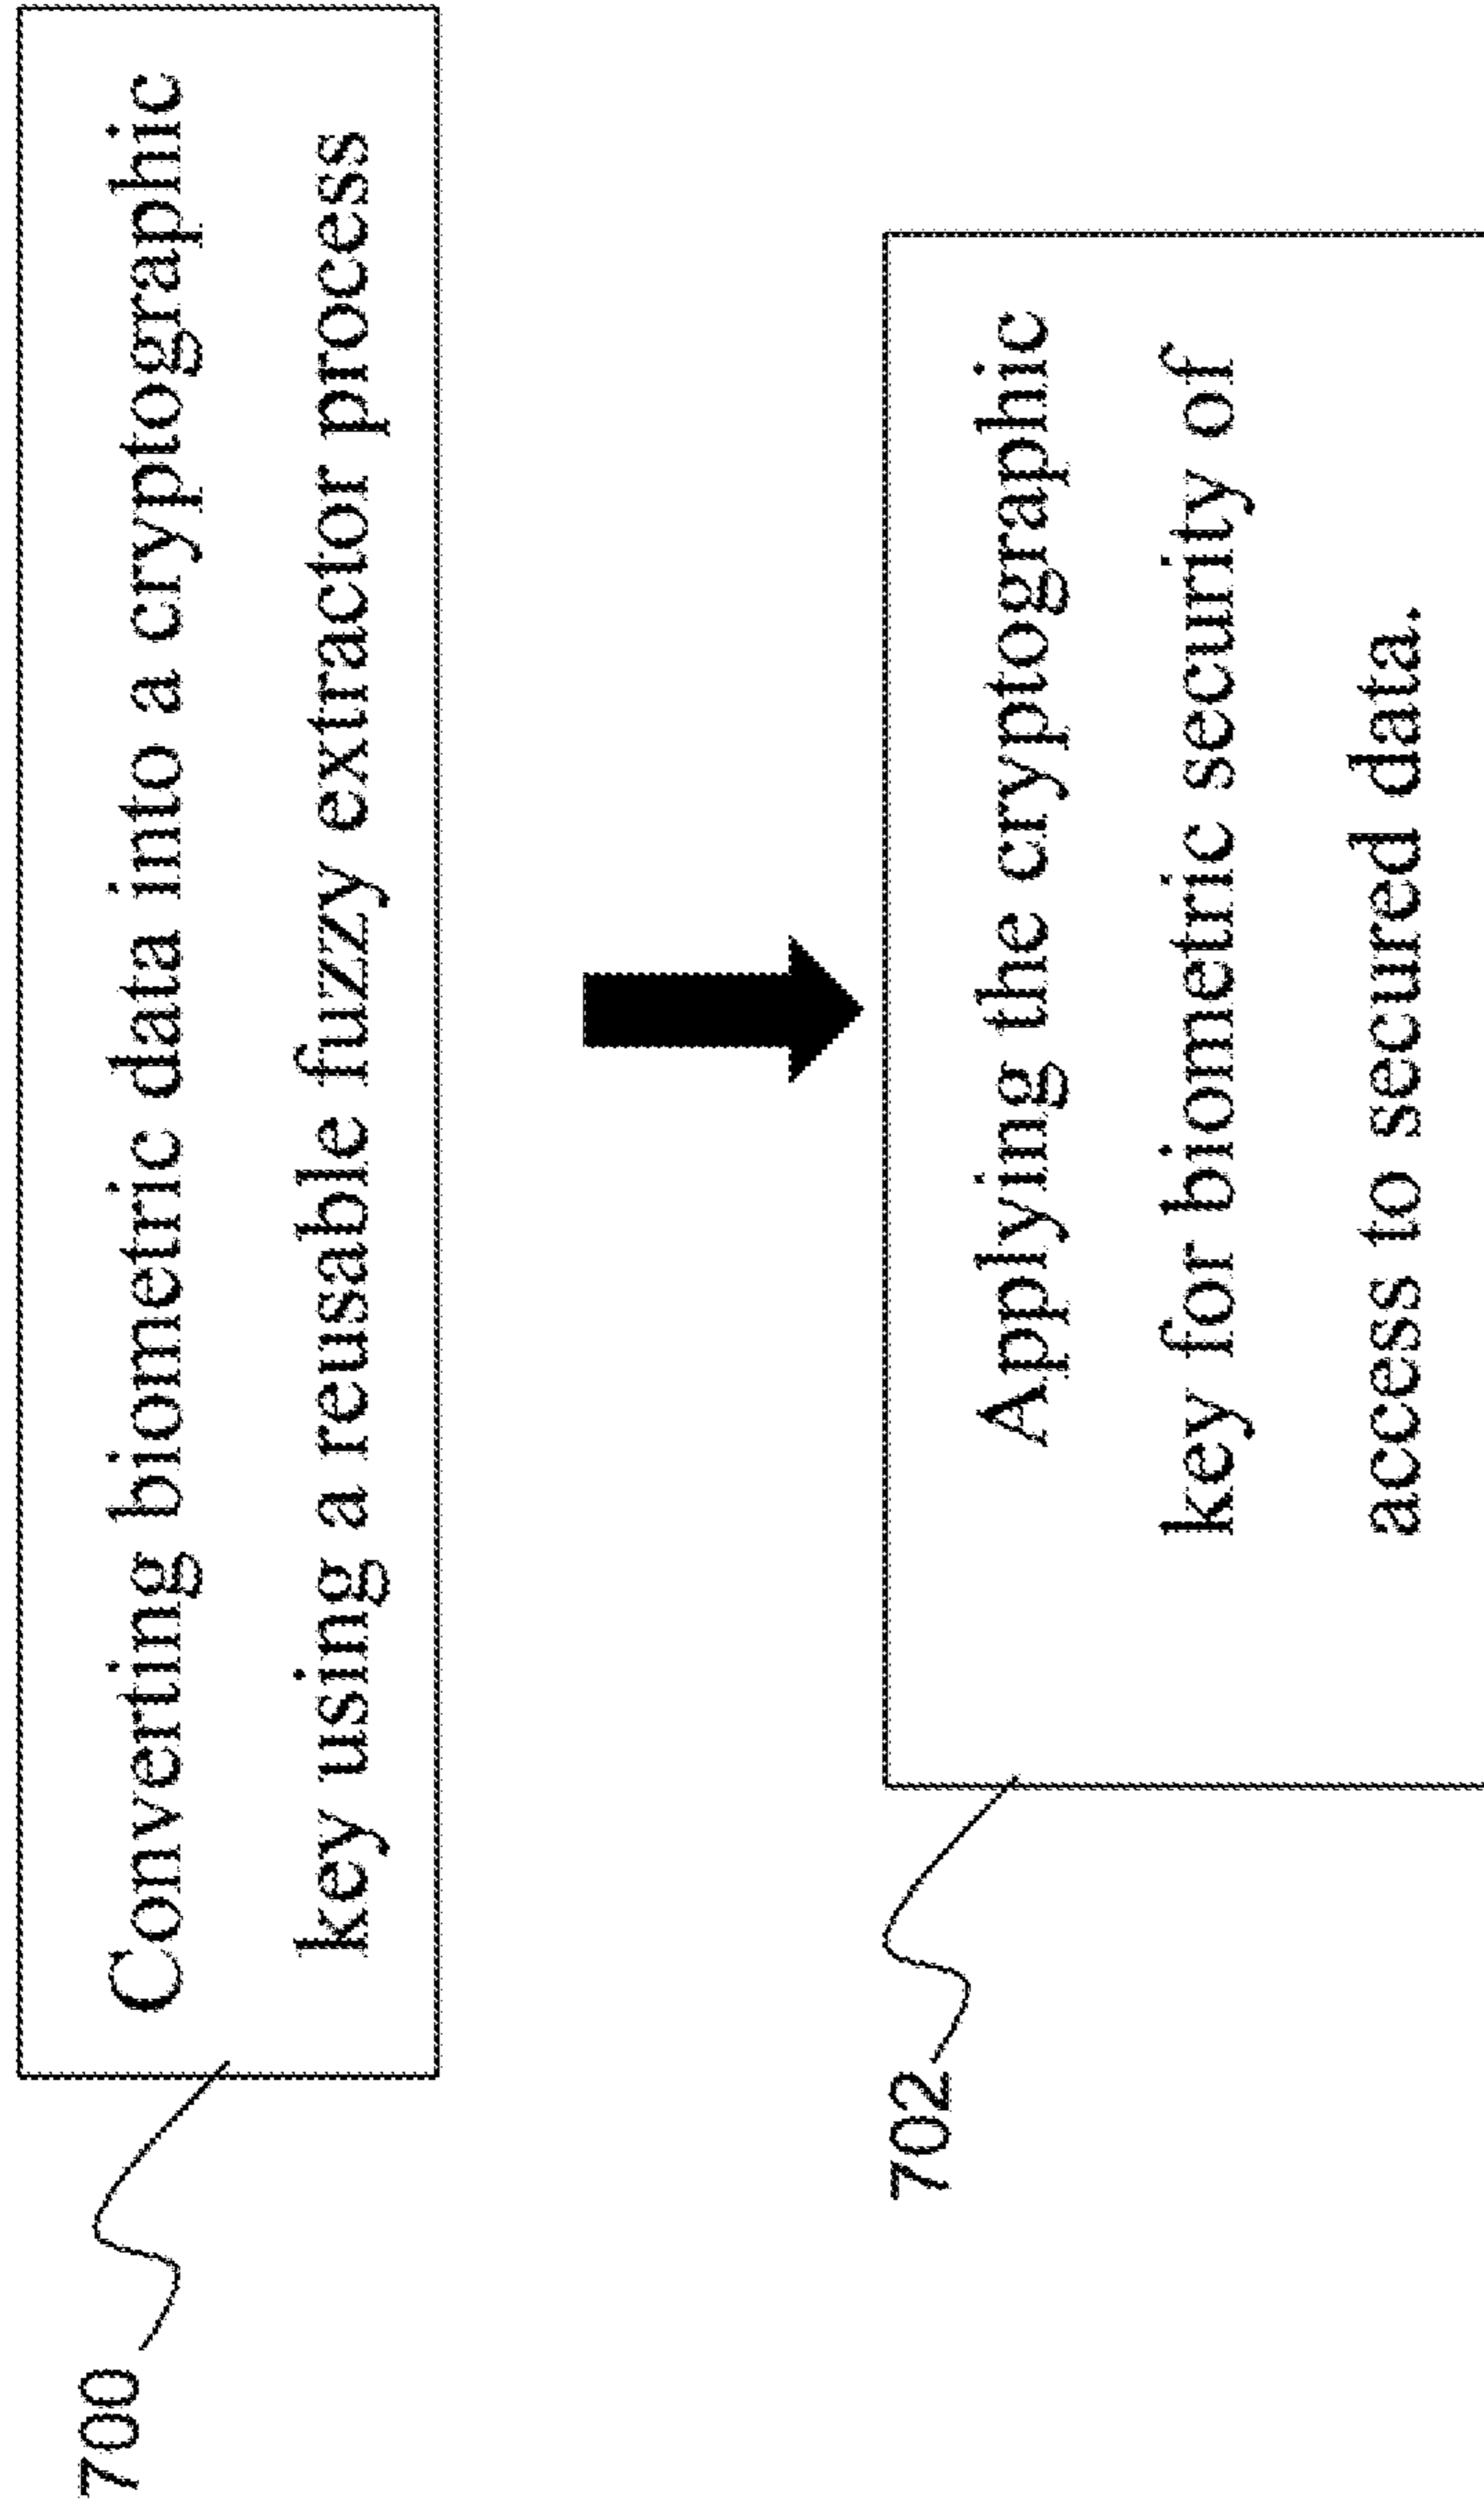 700
Converting biometric data into a cryptographic
key using a reusable fuzzy extractor process
702
Applying the cryptographic
key for biometric security of
access to secured data.